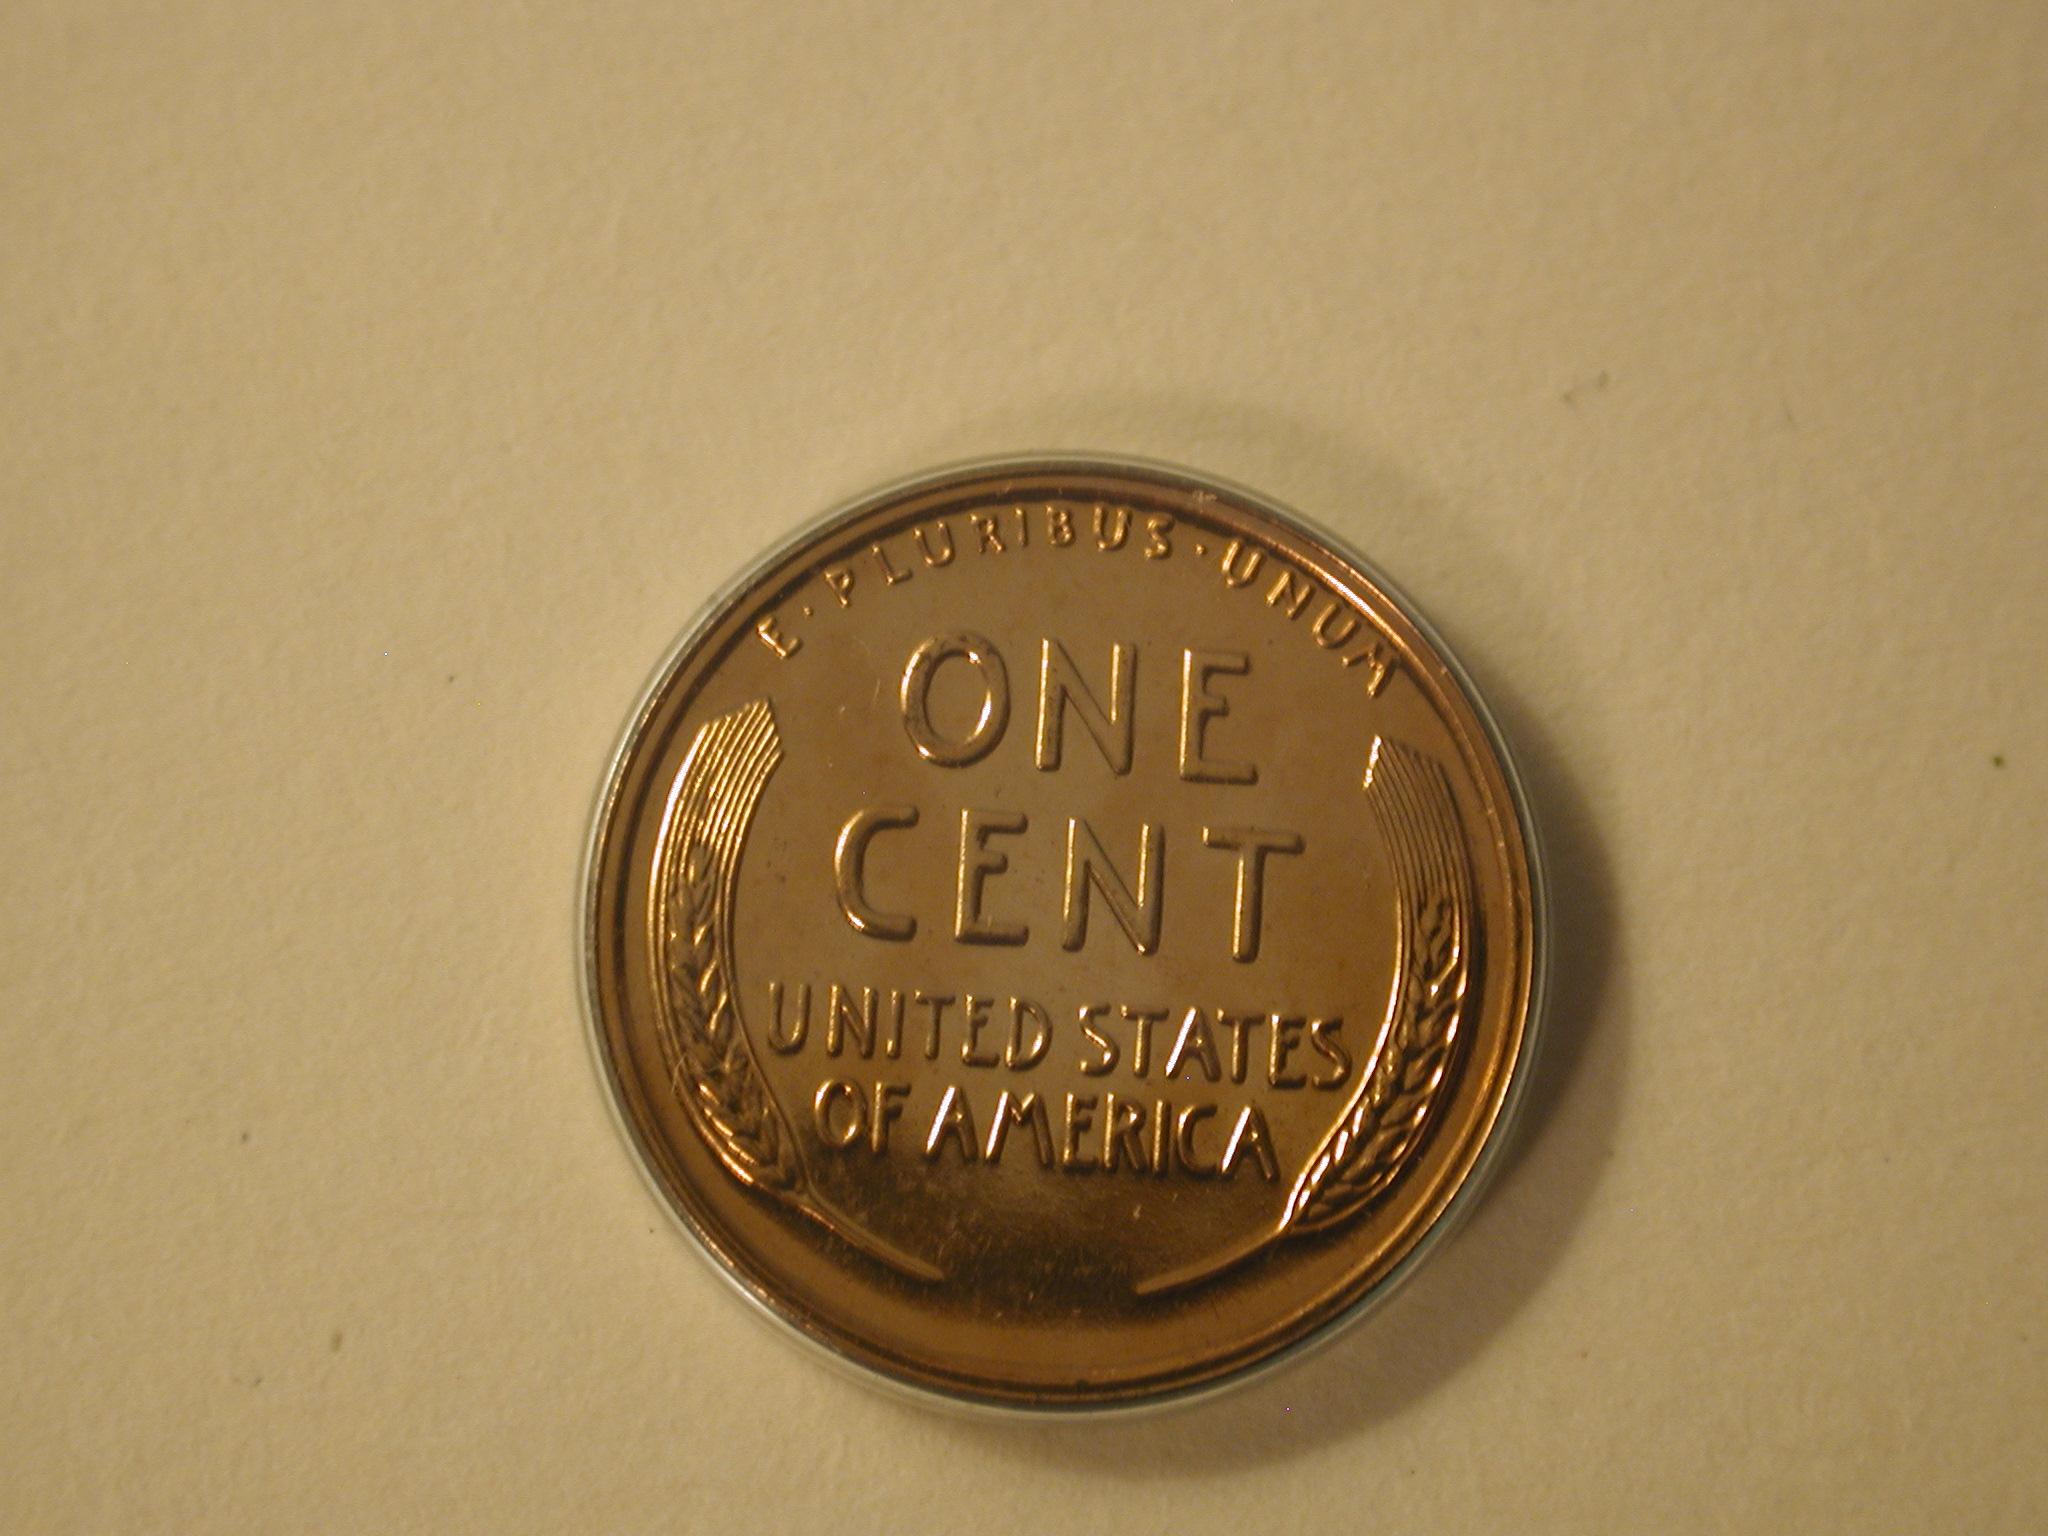 E·PLURIBUS·UNUM
ONE
CENT
UNITED STATES
OF AMERICA